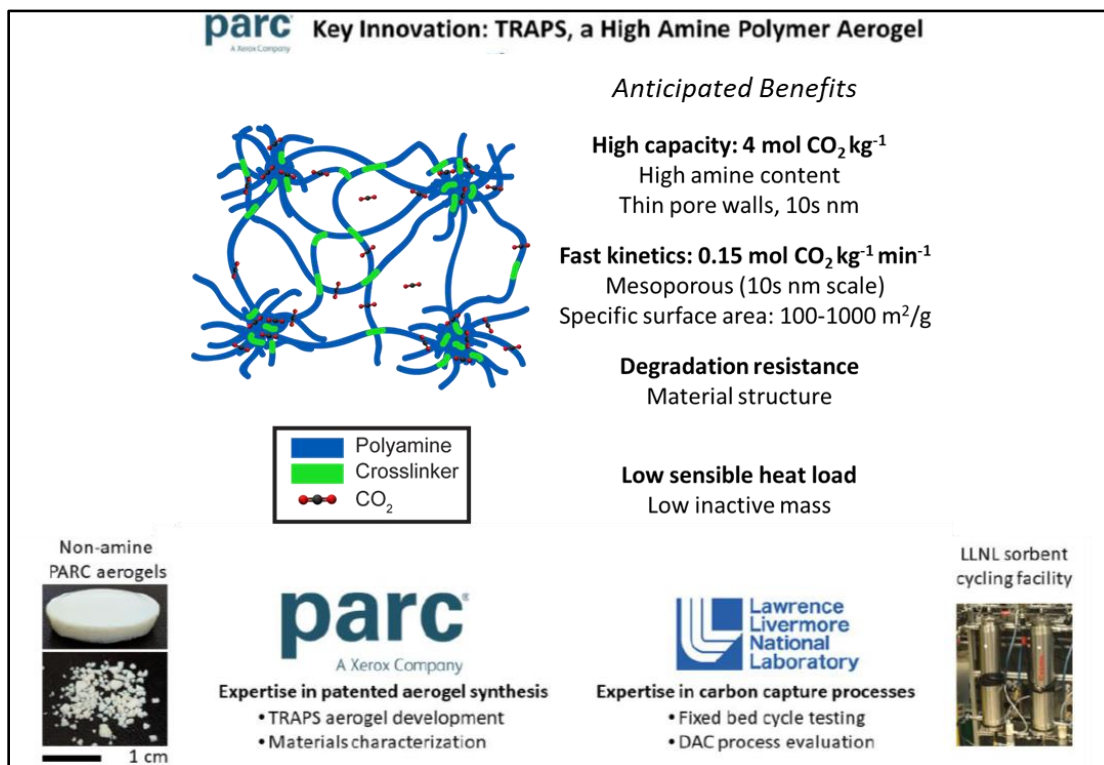 parc
A Xerox Company
Key Innovation: TRAPS, a High Amine Polymer Aerogel
Anticipated Benefits
High capacity: 4 mol CO₂ kg⁻¹
High amine content
Thin pore walls, 10s nm
Fast kinetics: 0.15 mol CO₂ kg⁻¹ min⁻¹
Mesoporous (10s nm scale)
Specific surface area: 100-1000 m²/g
Degradation resistance
Material structure
Low sensible heat load
Low inactive mass
Polyamine
Crosslinker
CO₂
Non-amine
PARC aerogels
1 cm
parc®
A Xerox Company
Expertise in patented aerogel synthesis
• TRAPS aerogel development
• Materials characterization
Lawrence
Livermore
National
Laboratory
Expertise in carbon capture processes
• Fixed bed cycle testing
• DAC process evaluation
LLNL sorbent
cycling facility